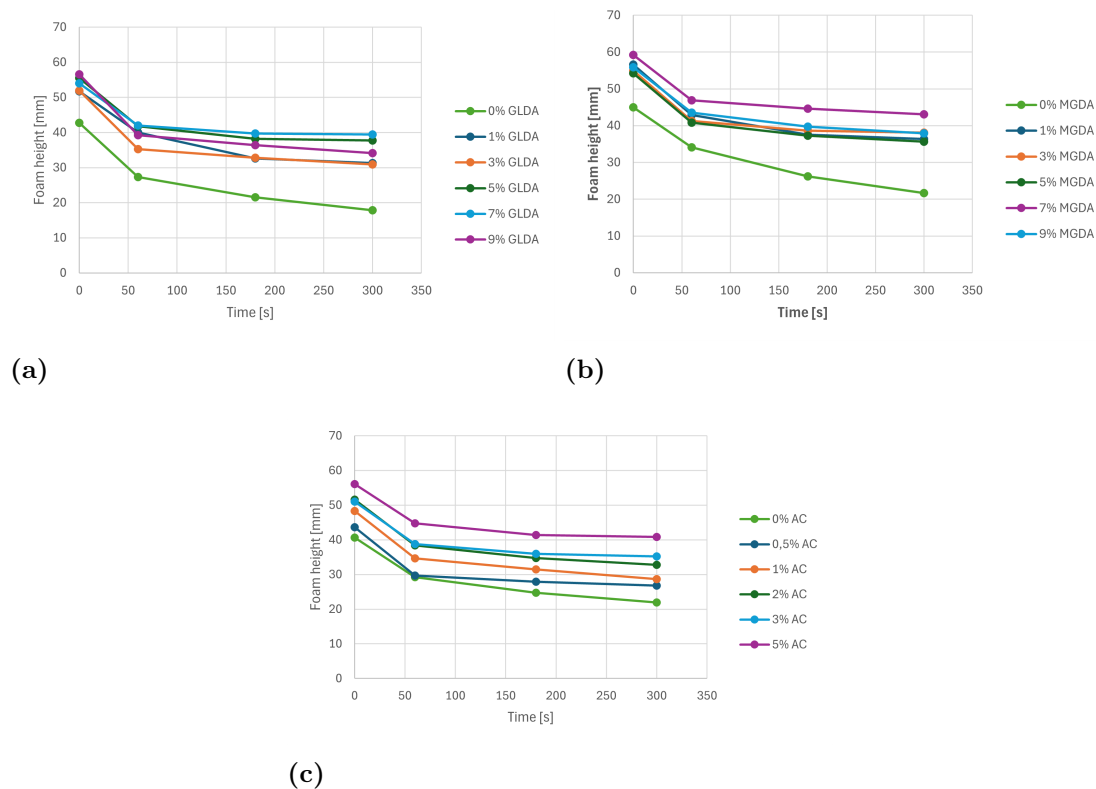 70
60
50
40
30
20
10
0
Foam height [mm]
0 50 100 150 200 250 300 350
Time [s]
0% GLDA
1% GLDA
3% GLDA
5% GLDA
7% GLDA
9% GLDA
(a)
70
60
50
40
30
20
10
0
Foam height [mm]
0 50 100 150 200 250 300 350
Time [s]
0% MGDA
1% MGDA
3% MGDA
5% MGDA
7% MGDA
9% MGDA
(b)
70
60
50
40
30
20
10
0
Foam height [mm]
0 50 100 150 200 250 300 350
Time [s]
0% AC
0,5% AC
1% AC
2% AC
3% AC
5% AC
(c)